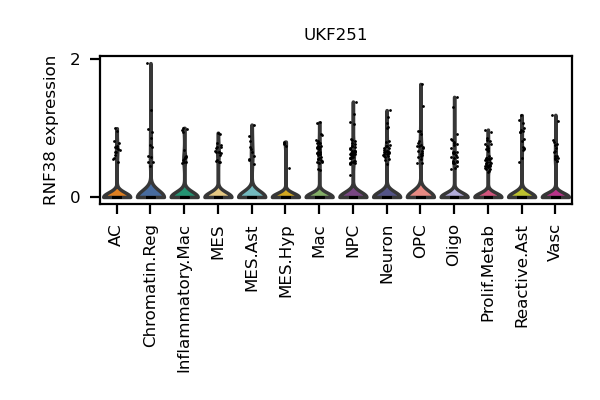 UKF251
RNF38 expression
2
0
AC
Chromatin.Reg
Inflammatory.Mac
MES
MES.Ast
MES.Hyp
Mac
NPC
Neuron
OPC
Oligo
Prolif.Metab
Reactive.Ast
Vasc